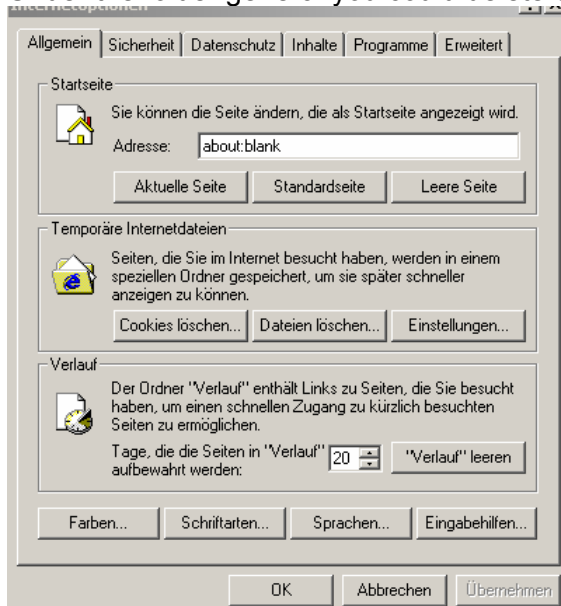 Internetoptionen
Allgemein Sicherheit Datenschutz Inhalte Programme Erweitert
Startseite
Sie können die Seite ändern, die als Startseite angezeigt wird.
Adresse: about:blank
Aktuelle Seite Standardseite Leere Seite
Temporäre Internetdateien
Seiten, die Sie im Internet besucht haben, werden in einem
speziellen Ordner gespeichert, um sie später schneller
anzeigen zu können.
Cookies löschen... Dateien löschen... Einstellungen...
Verlauf
Der Ordner "Verlauf" enthält Links zu Seiten, die Sie besucht
haben, um einen schnellen Zugang zu kürzlich besuchten
Seiten zu ermöglichen.
Tage, die die Seiten in "Verlauf" 20 "Verlauf" leeren
aufbewahrt werden:
Farben... Schriftarten... Sprachen... Eingabehilfen...
OK Abbrechen Übernehmen